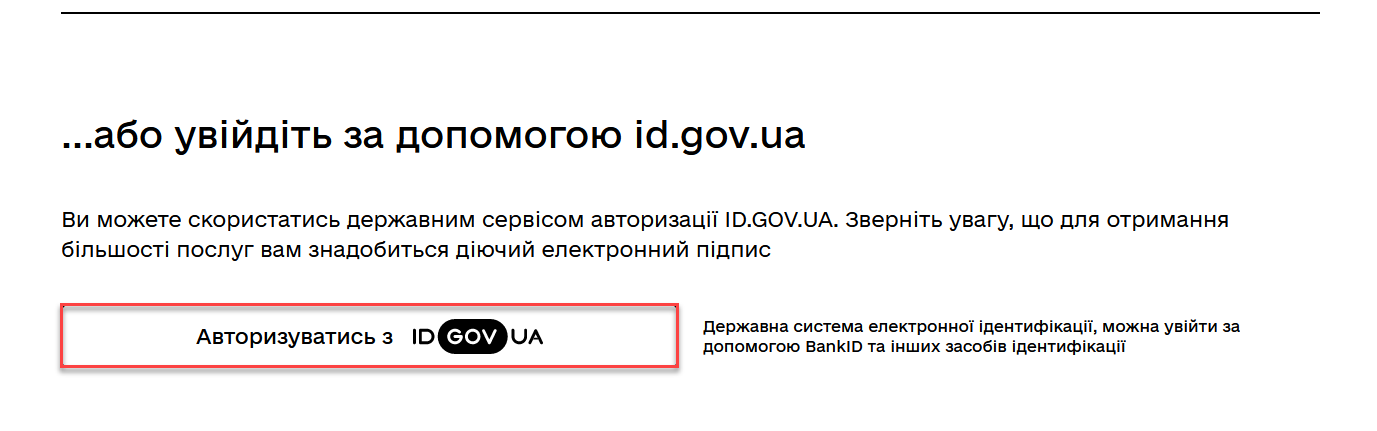 ...або увійдіть за допомогою id.gov.ua
Ви можете скористатись державним сервісом авторизації ID.GOV.UA. Зверніть увагу, що для отримання
більшості послуг вам знадобиться діючий електронний підпис
Авторизуватись з ID GOV UA
Державна система електронної ідентифікації, можна увійти за
допомогою BankID та інших засобів ідентифікації